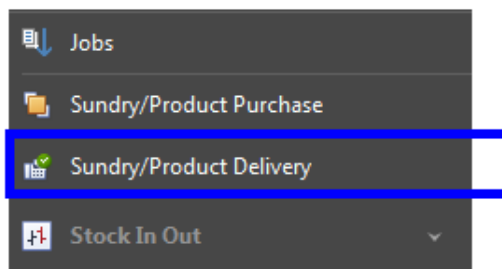 Jobs
Sundry/Product Purchase
Sundry/Product Delivery
Stock In Out